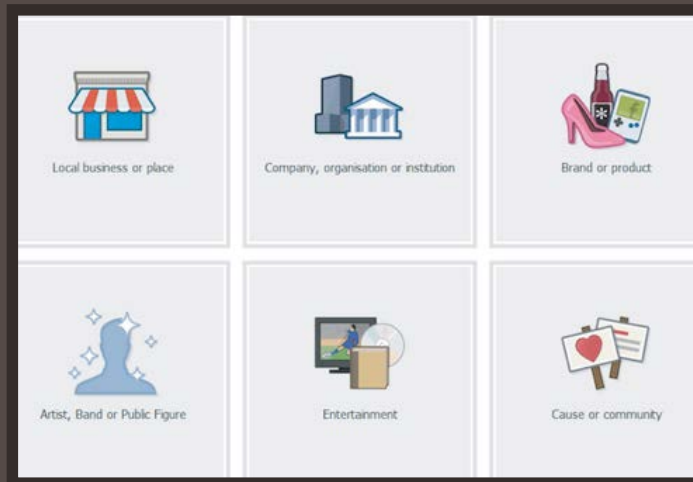 Local business or place
Company, organisation or institution
Brand or product
Artist, Band or Public Figure
Entertainment
Cause or community